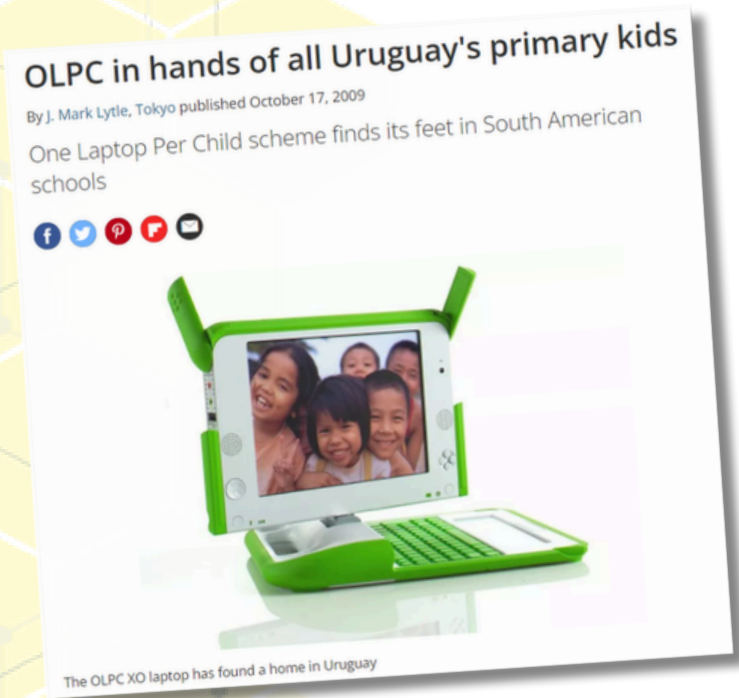 OLPC in hands of all Uruguay's primary kids
By J. Mark Lytle, Tokyo published October 17, 2009
One Laptop Per Child scheme finds its feet in South American
schools
The OLPC XO laptop has found a home in Uruguay